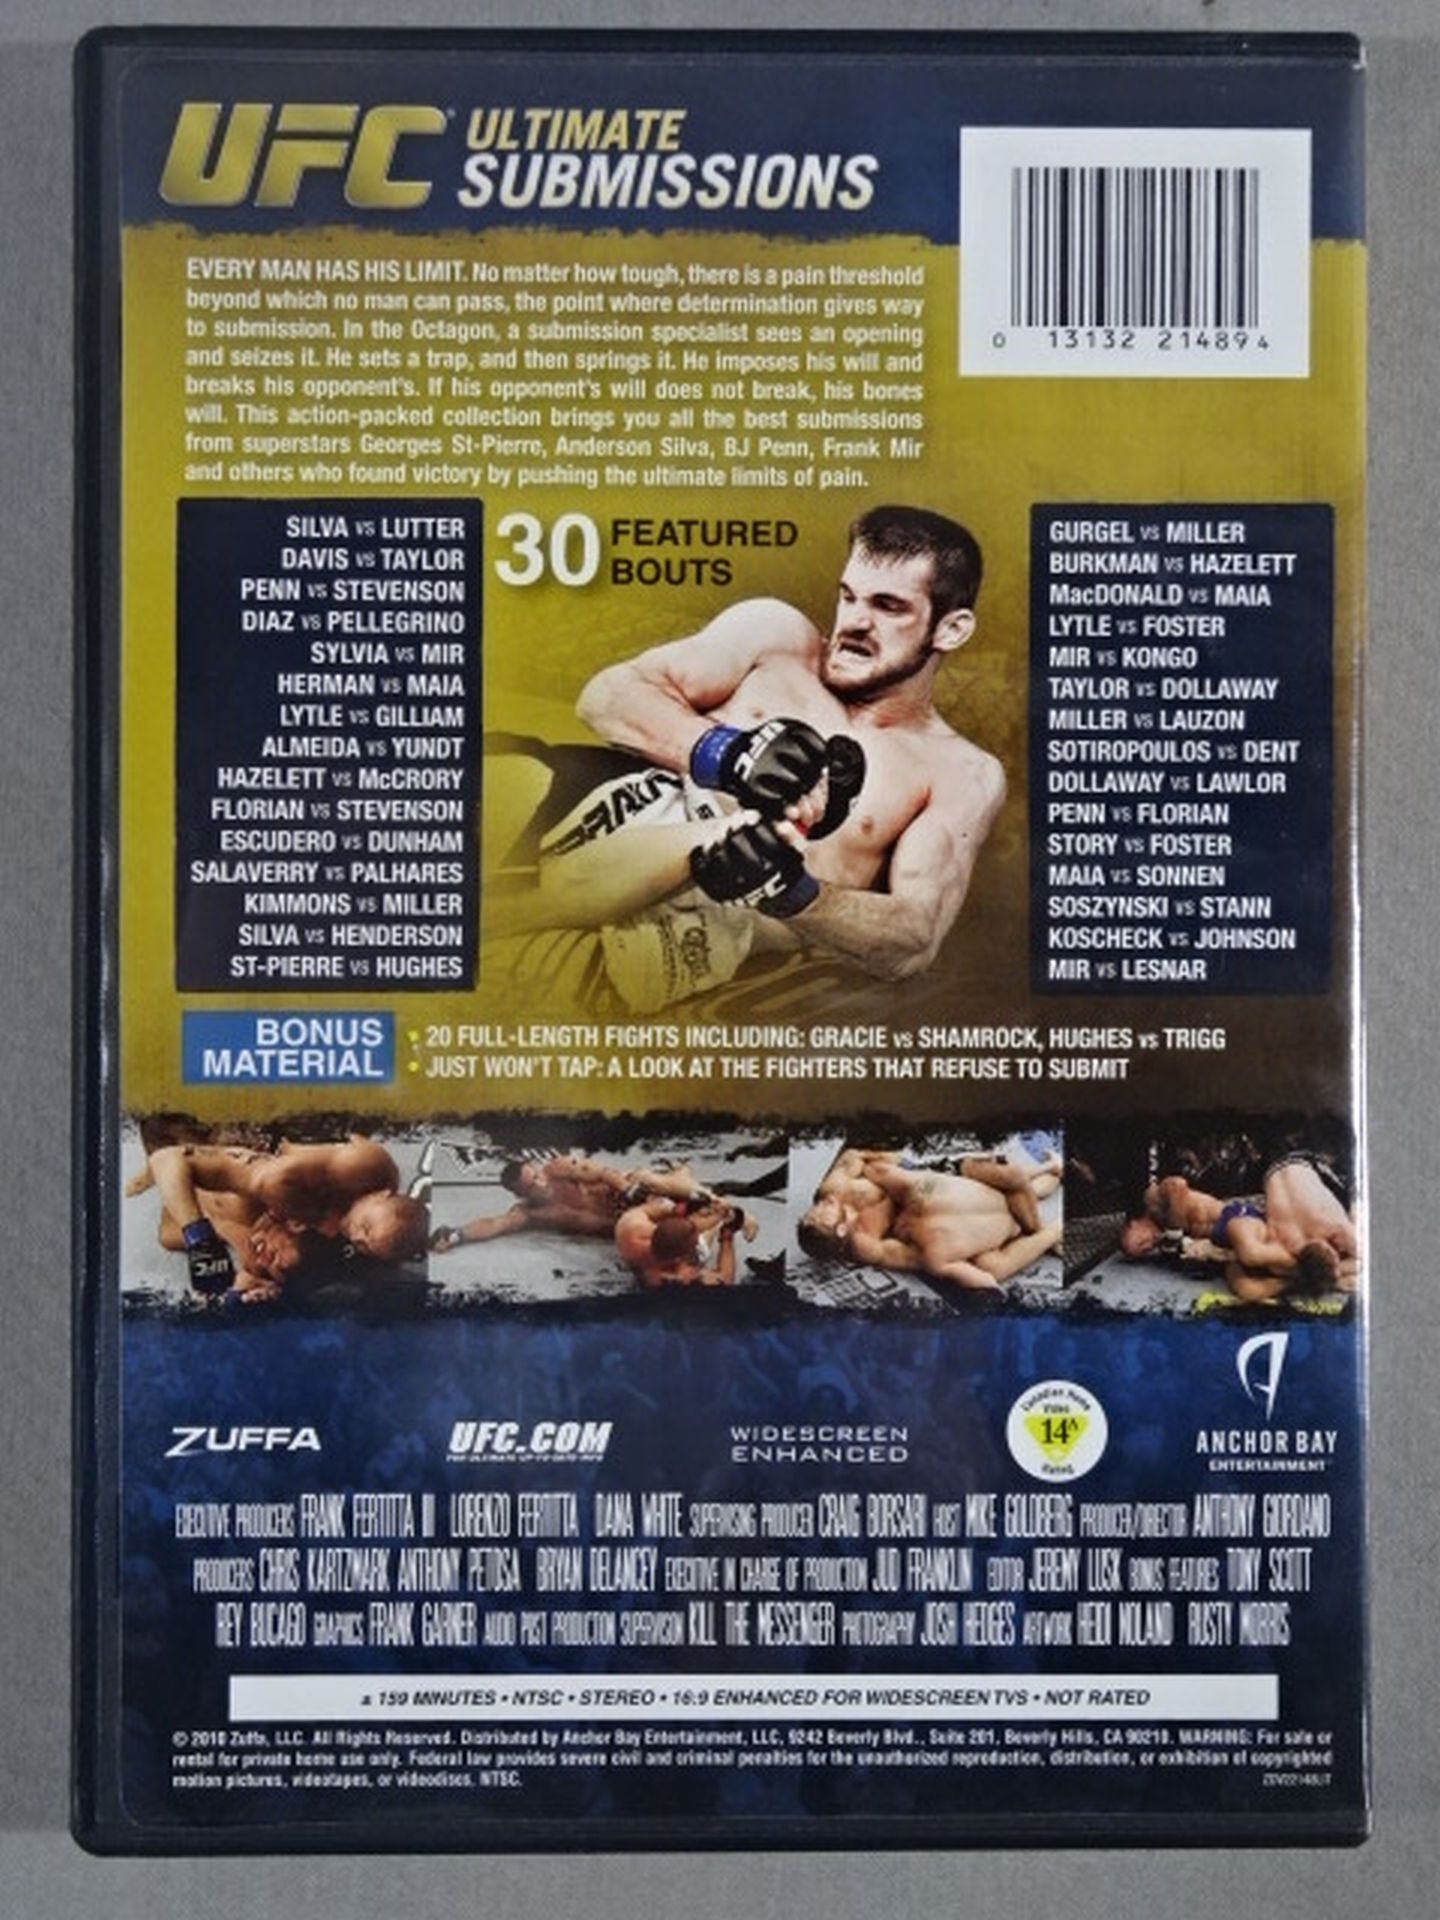 UFC® ULTIMATE
SUBMISSIONS
0 13132 21489 4
EVERY MAN HAS HIS LIMIT. No matter how tough, there is a pain threshold
beyond which no man can pass, the point where determination gives way
to submission. In the Octagon, a submission specialist sees an opening
and seizes it. He sets a trap, and then springs it. He imposes his will and
breaks his opponent's. If his opponent's will does not break, his bones
will. This action-packed collection brings you all the best submissions
from superstars Georges St-Pierre, Anderson Silva, BJ Penn, Frank Mir
and others who found victory by pushing the ultimate limits of pain.
30 FEATURED
BOUTS
SILVA vs LUTTER
DAVIS vs TAYLOR
PENN vs STEVENSON
DIAZ vs PELLEGRINO
SYLVIA vs MIR
HERMAN vs MAIA
LYTLE vs GILLIAM
ALMEIDA vs YUNDT
HAZELETT vs McCRORY
FLORIAN vs STEVENSON
ESCUDERO vs DUNHAM
SALAVERRY vs PALHARES
KIMMONS vs MILLER
SILVA vs HENDERSON
ST-PIERRE vs HUGHES
GURGEL vs MILLER
BURKMAN vs HAZELETT
MacDONALD vs MAIA
LYTLE vs FOSTER
MIR vs KONGO
TAYLOR vs DOLLAWAY
MILLER vs LAUZON
SOTIROPOULOS vs DENT
DOLLAWAY vs LAWLOR
PENN vs FLORIAN
STORY vs FOSTER
MAIA vs SONNEN
SOSZYNSKI vs STANN
KOSCHECK vs JOHNSON
MIR vs LESNAR
UFC
UFC
BONUS
MATERIAL
• 20 FULL-LENGTH FIGHTS INCLUDING: GRACIE vs SHAMROCK, HUGHES vs TRIGG
• JUST WON'T TAP: A LOOK AT THE FIGHTERS THAT REFUSE TO SUBMIT
UFC
ZUFFA
UFC.COM
FOR ULTIMATE UP-TO-DATE INFO
WIDESCREEN
ENHANCED
Canadian Home
Video
14A
Rated
ANCHOR BAY
ENTERTAINMENT
EXECUTIVE PRODUCERS FRANK FERTITTA III LORENZO FERTITTA DANA WHITE SUPERVISING PRODUCER CRAIG BORSARI HOST MIKE GOLDBERG PRODUCER/DIRECTOR ANTHONY GIORDANO
PRODUCERS CHRIS KARTZMARK ANTHONY PETOSA BRYAN DELANCEY EXECUTIVE IN CHARGE OF PRODUCTION JUD FRANKLIN EDITOR JEREMY LUSK BONUS FEATURES TONY SCOTT
REY BUCAGO GRAPHICS FRANK GARNER AUDIO POST PRODUCTION SUPERVISION KILL THE MESSENGER PHOTOGRAPHY JOSH HEDGES ARTWORK HEIDI NOLAND RUSTY MORRIS
± 159 MINUTES • NTSC • STEREO • 16:9 ENHANCED FOR WIDESCREEN TVS • NOT RATED
© 2010 Zuffa, LLC. All Rights Reserved. Distributed by Anchor Bay Entertainment, LLC, 9242 Beverly Blvd., Suite 201, Beverly Hills, CA 90210. WARNING: For sale or
rental for private home use only. Federal law provides severe civil and criminal penalties for the unauthorized reproduction, distribution, or exhibition of copyrighted
motion pictures, videotapes, or videodiscs. NTSC.